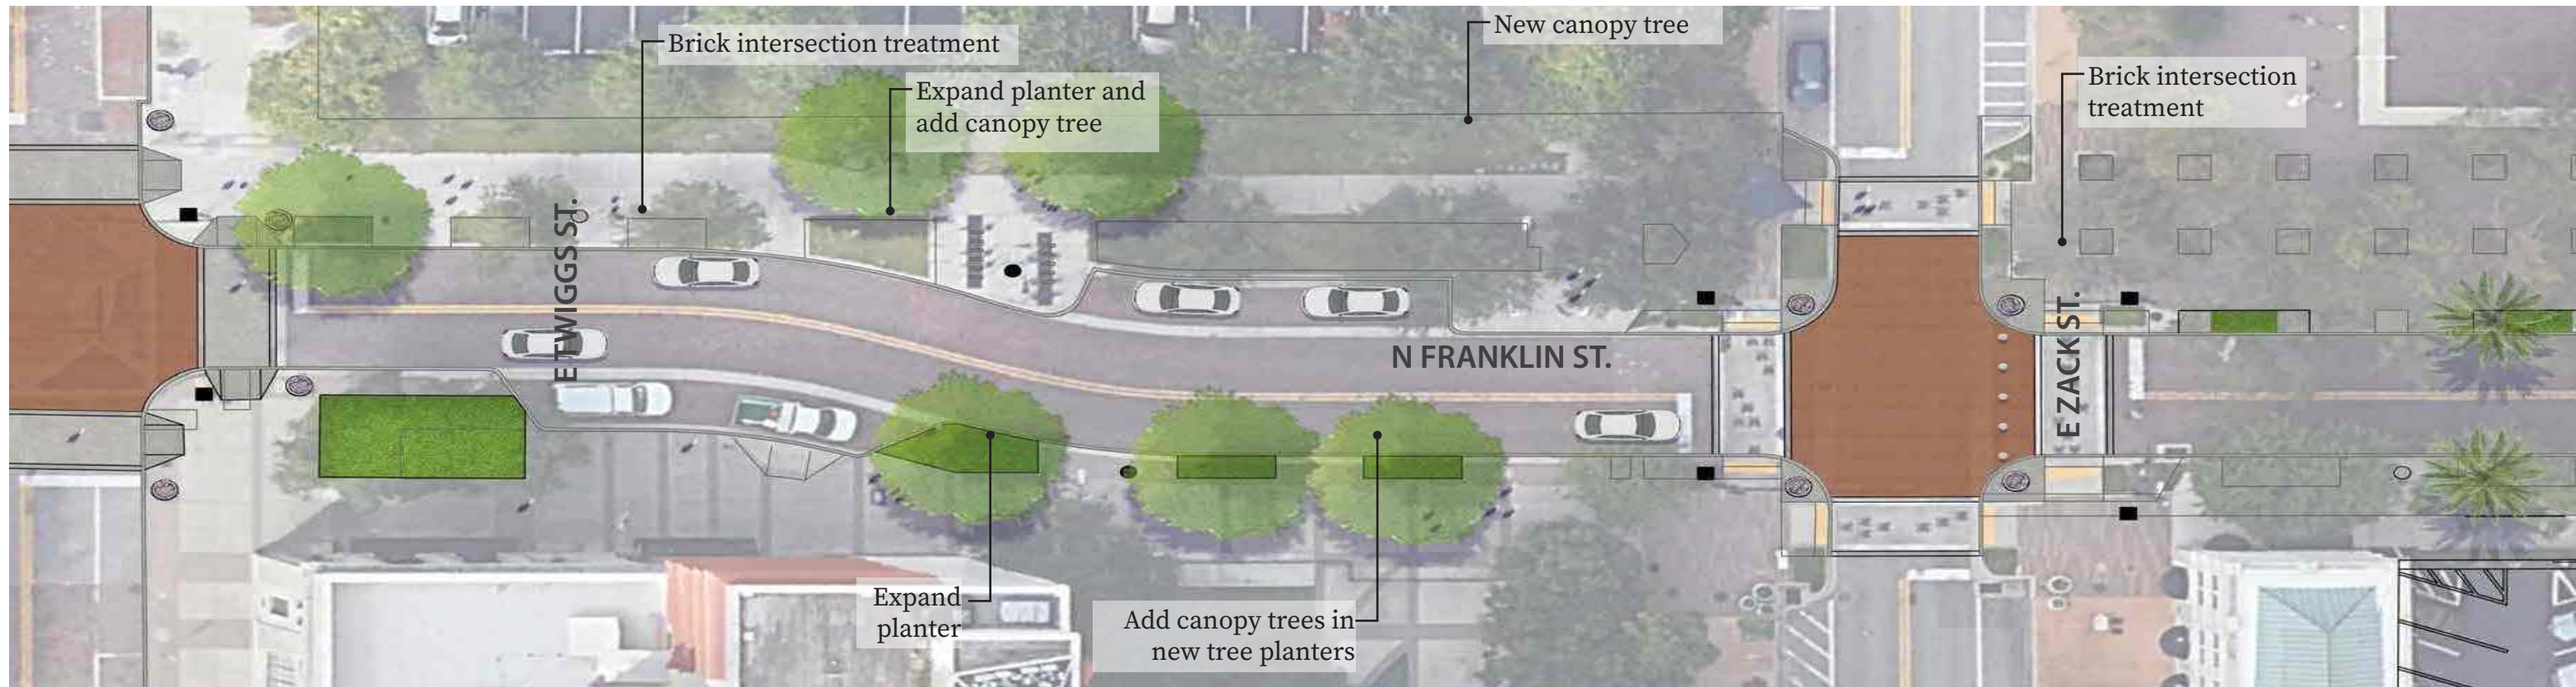 New canopy tree
Brick intersection treatment
Expand planter and
add canopy tree
Brick intersection
treatment
E TWIGGS ST.
N FRANKLIN ST.
E ZACK ST.
Expand
planter
Add canopy trees in
new tree planters